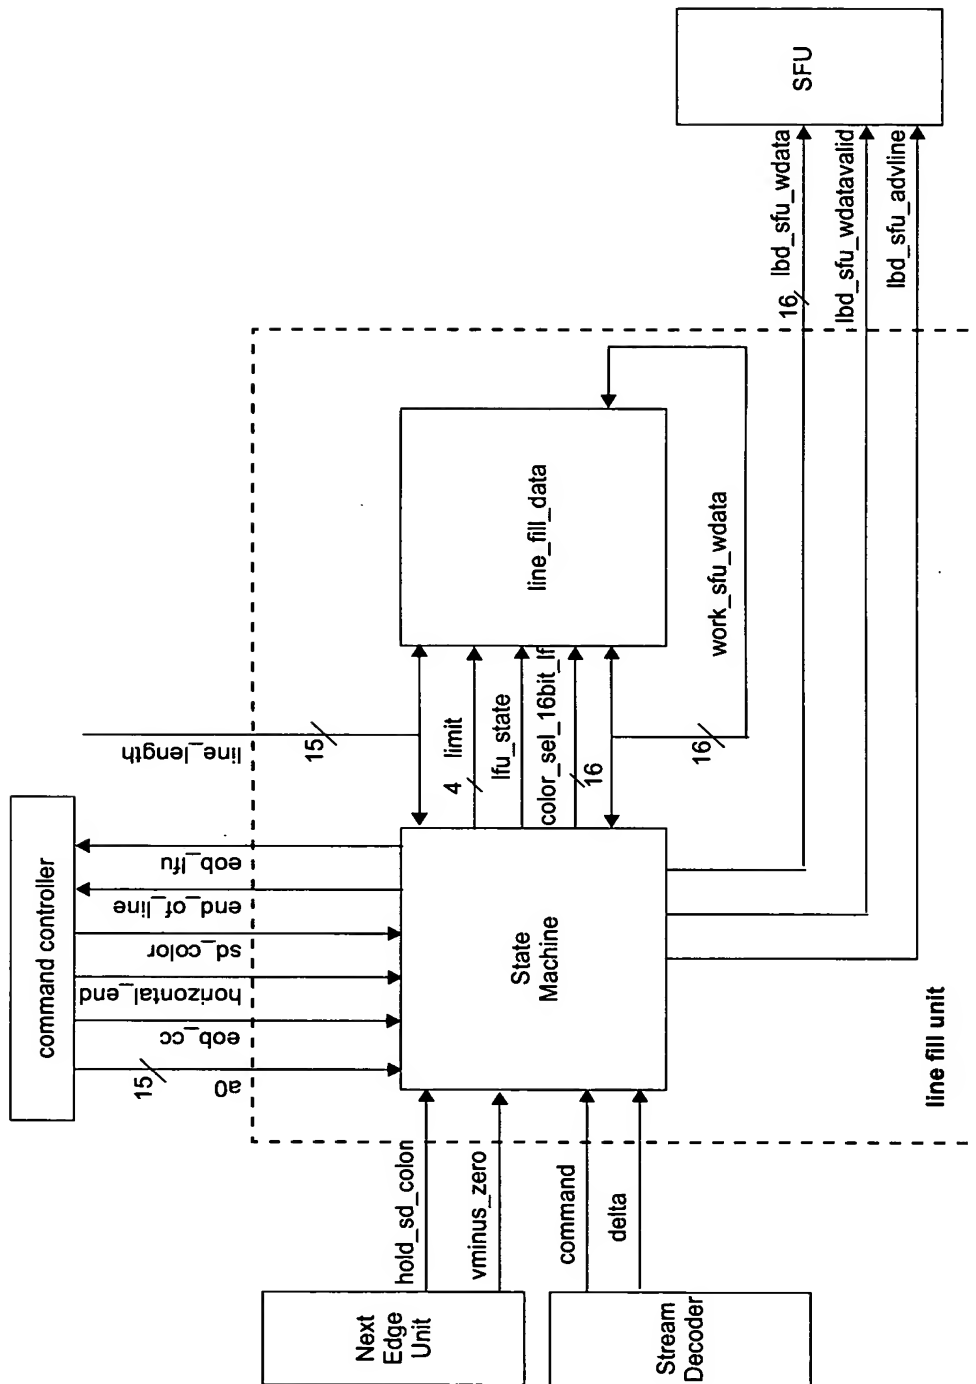 command controller
a0
15
eob_cc
horizontal_end
sd_color
end_of_line
eob_lfu
line_length
15
Next
Edge
Unit
hold_sd_colon
vminus_zero
Stream
Decoder
command
delta
State
Machine
4
limit
lfu_state
color_sel_16bit_lf
16
line_fill_data
16
work_sfu_wdata
line fill unit
16
lbd_sfu_wdata
lbd_sfu_wdatavalid
lbd_sfu_advline
SFU